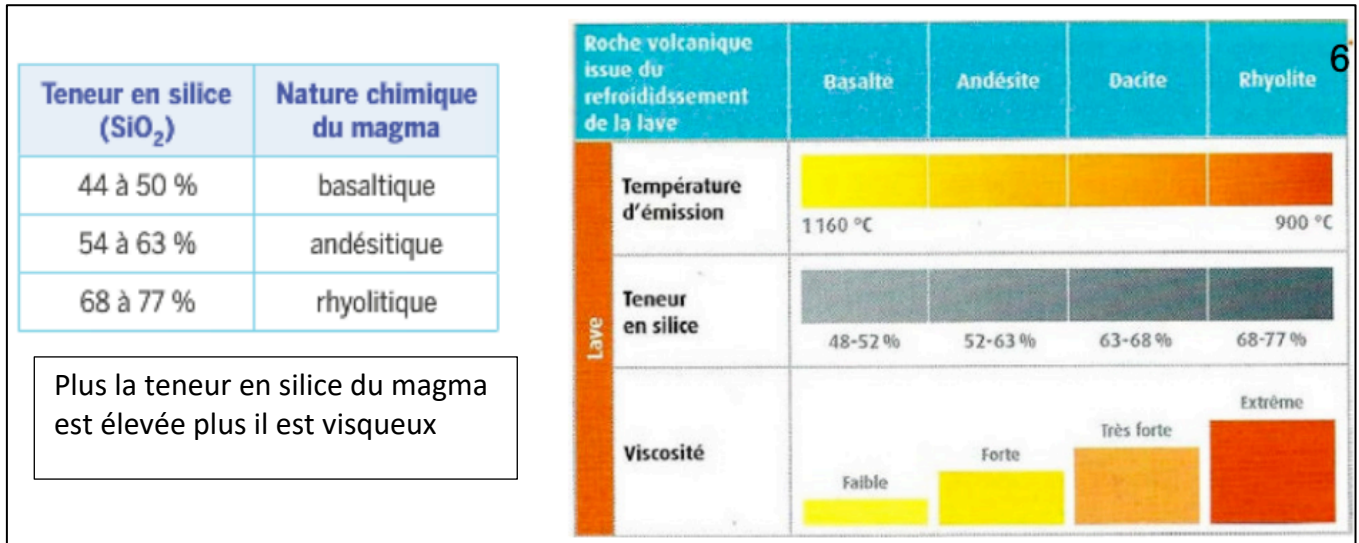 Teneur en silice
(SiO₂)
Nature chimique
du magma
44 à 50 %
basaltique
54 à 63 %
andésitique
68 à 77 %
rhyolitique
Plus la teneur en silice du magma
est élevée plus il est visqueux
Roche volcanique
issue du
refroididssement
de la lave
Basalte
Andésite
Dacite
Rhyolite
6
Lave
Température
d'émission
1160 °C
900 °C
Teneur
en silice
48-52 %
52-63 %
63-68 %
68-77 %
Viscosité
Faible
Forte
Très forte
Extrême